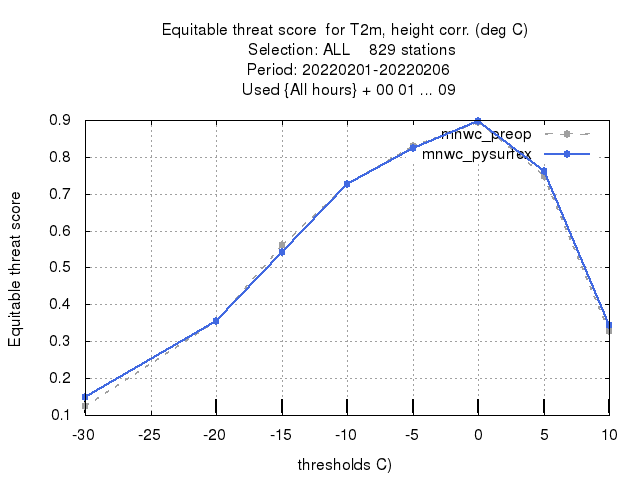 Equitable threat score  for T2m, height corr. (deg C)
Selection: ALL    829 stations
Period: 20220201-20220206
Used {All hours} + 00 01 ... 09
mnwc_preop
mnwc_pysurfex
0.9
0.8
0.7
0.6
0.5
0.4
0.3
0.2
0.1
Equitable threat score
-30 -25 -20 -15 -10 -5 0 5 10
thresholds C)